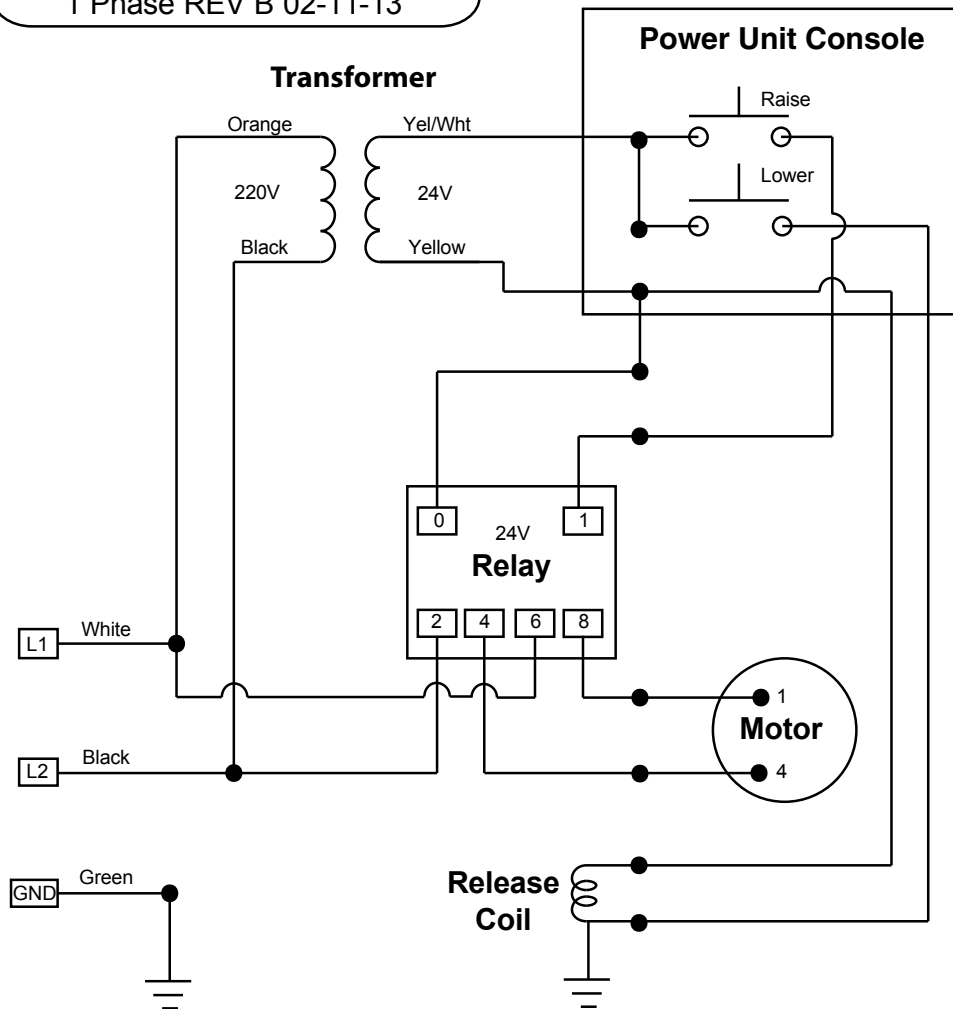 1 Phase REV B 02-11-13
Power Unit Console
Transformer
Raise
Orange
Yel/Wht
Lower
220V
24V
Black
Yellow
0
24V
1
Relay
2
4
6
8
L1
White
1
Motor
4
L2
Black
GND
Green
Release
Coil